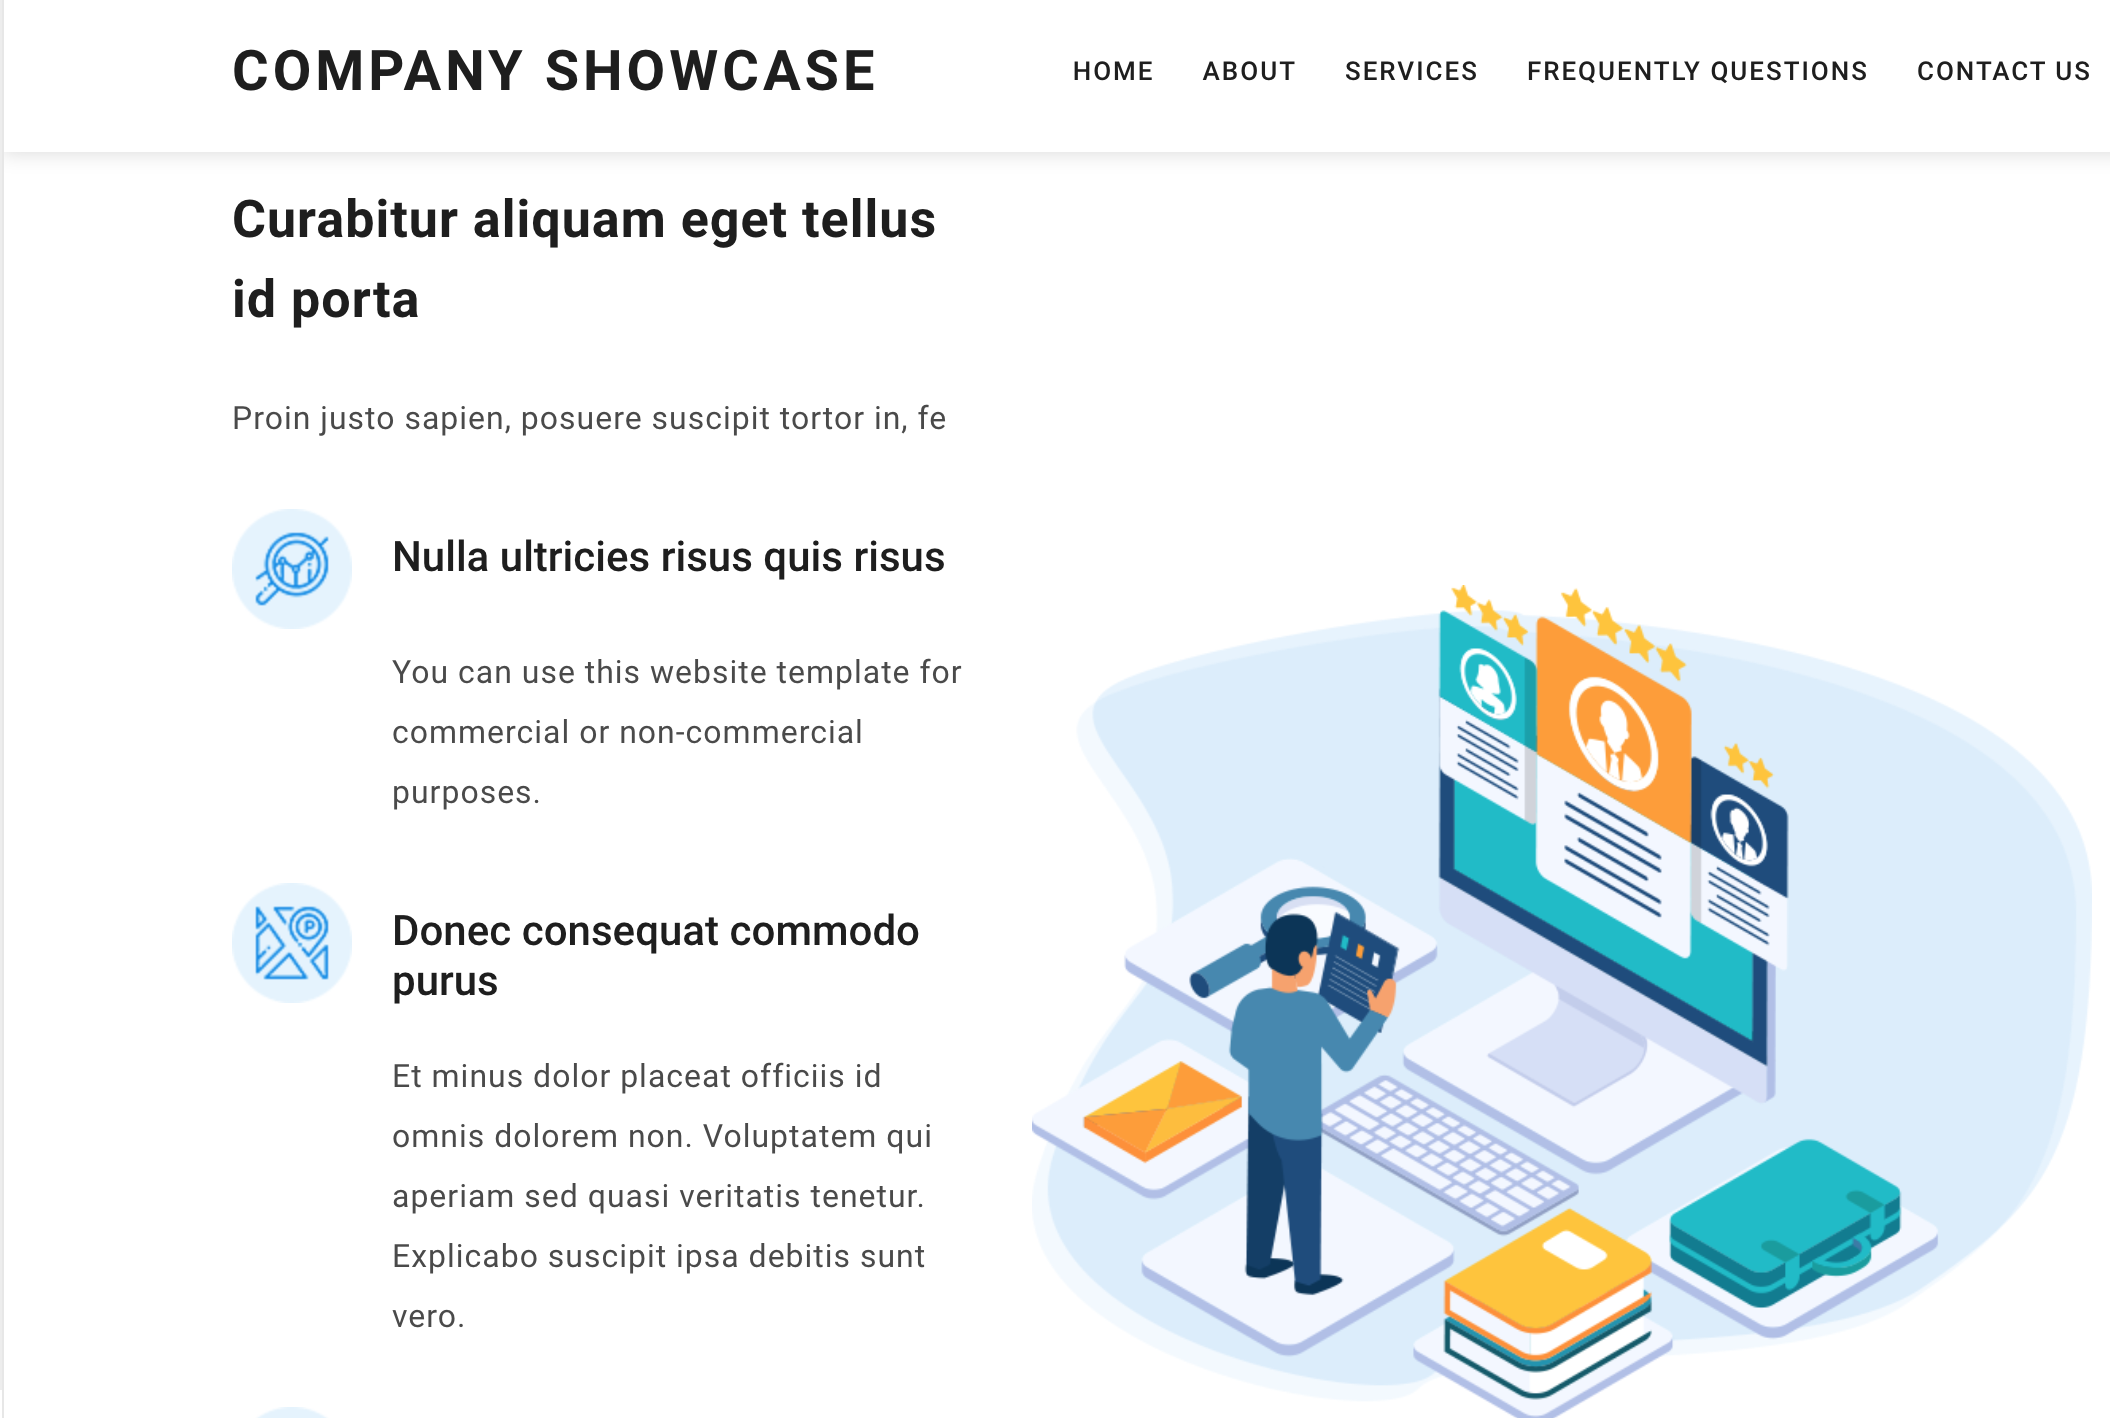 COMPANY SHOWCASE
HOME ABOUT SERVICES FREQUENTLY QUESTIONS CONTACT US
Curabitur aliquam eget tellus
id porta
Proin justo sapien, posuere suscipit tortor in, fe
Nulla ultricies risus quis risus
You can use this website template for
commercial or non-commercial
purposes.
P
Donec consequat commodo
purus
Et minus dolor placeat officiis id
omnis dolorem non. Voluptatem qui
aperiam sed quasi veritatis tenetur.
Explicabo suscipit ipsa debitis sunt
vero.